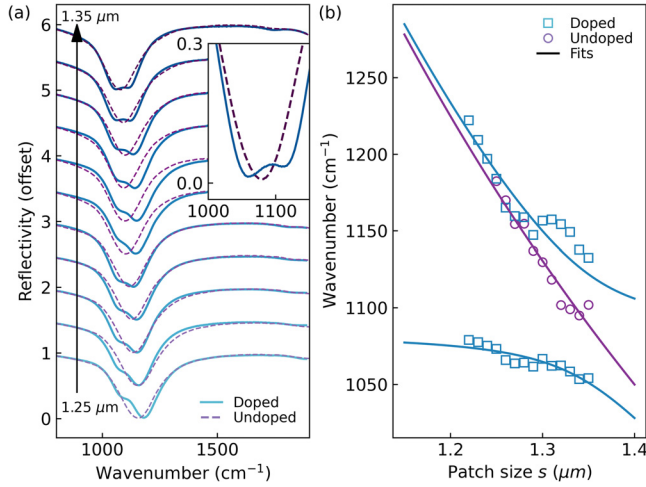 (a)
1.35 μm
6
5
4
3
2
1
0
Reflectivity (offset)
0.3
0.0
1000
1100
1.25 μm
Doped
Undoped
1000
1500
Wavenumber (cm⁻¹)
(b)
Doped
Undoped
Fits
1250
1200
1150
1100
1050
Wavenumber (cm⁻¹)
1.2
1.3
1.4
Patch size s (μm)